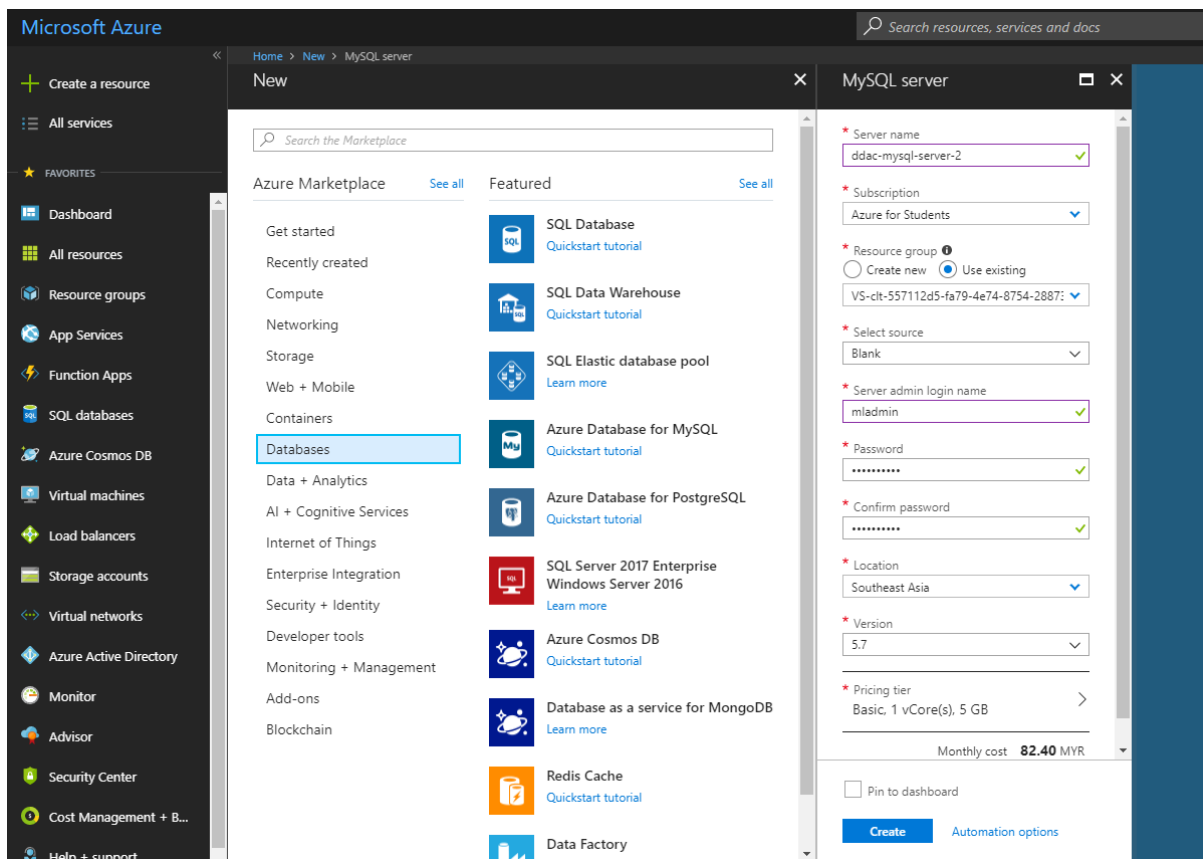 Microsoft Azure
Search resources, services and docs
Create a resource
All services
FAVORITES
Dashboard
All resources
Resource groups
App Services
Function Apps
SQL databases
Azure Cosmos DB
Virtual machines
Load balancers
Storage accounts
Virtual networks
Azure Active Directory
Monitor
Advisor
Security Center
Cost Management + B...
Help + support
Home > New > MySQL server
New
Search the Marketplace
Azure Marketplace See all
Get started
Recently created
Compute
Networking
Storage
Web + Mobile
Containers
Databases
Data + Analytics
AI + Cognitive Services
Internet of Things
Enterprise Integration
Security + Identity
Developer tools
Monitoring + Management
Add-ons
Blockchain
Featured See all
SQL
SQL Database
Quickstart tutorial
SQL Data Warehouse
Quickstart tutorial
SQL Elastic database pool
Learn more
My
Azure Database for MySQL
Quickstart tutorial
Azure Database for PostgreSQL
Quickstart tutorial
SQL
SQL Server 2017 Enterprise
Windows Server 2016
Learn more
Azure Cosmos DB
Quickstart tutorial
Database as a service for MongoDB
Learn more
Redis Cache
Quickstart tutorial
Data Factory
MySQL server
* Server name
ddac-mysql-server-2
* Subscription
Azure for Students
* Resource group
Create new Use existing
VS-clt-557112d5-fa79-4e74-8754-28873
* Select source
Blank
* Server admin login name
mladmin
* Password
••••••••••
* Confirm password
••••••••••
* Location
Southeast Asia
* Version
5.7
* Pricing tier
Basic, 1 vCore(s), 5 GB
Monthly cost 82.40 MYR
Pin to dashboard
Create Automation options